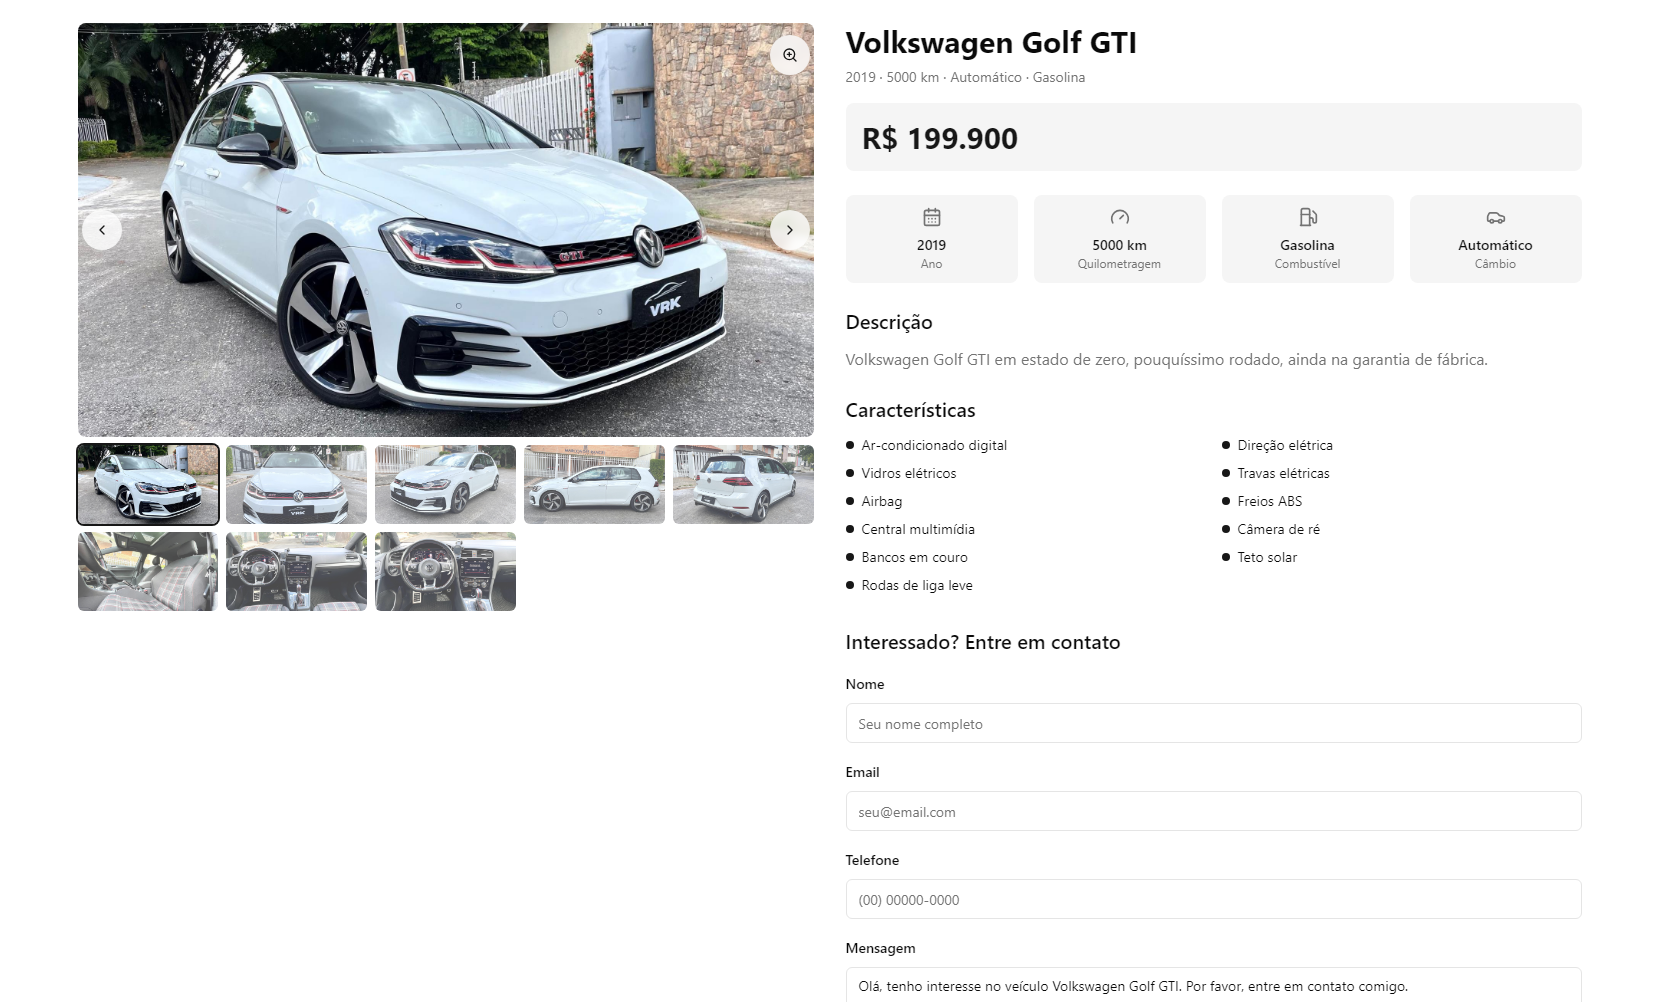 GTI
VRK
Volkswagen Golf GTI
2019 · 5000 km · Automático · Gasolina
R$ 199.900
2019
Ano
5000 km
Quilometragem
Gasolina
Combustível
Automático
Câmbio
Descrição
Volkswagen Golf GTI em estado de zero, pouquíssimo rodado, ainda na garantia de fábrica.
Características
Ar-condicionado digital
Direção elétrica
Vidros elétricos
Travas elétricas
Airbag
Freios ABS
Central multimídia
Câmera de ré
Bancos em couro
Teto solar
Rodas de liga leve
Interessado? Entre em contato
Nome
Seu nome completo
Email
seu@email.com
Telefone
(00) 00000-0000
Mensagem
Olá, tenho interesse no veículo Volkswagen Golf GTI. Por favor, entre em contato comigo.